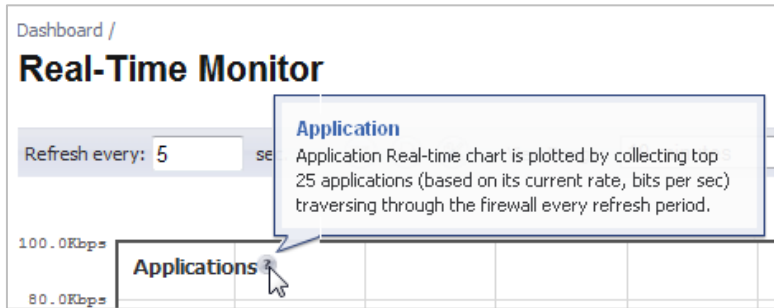 Dashboard /
Real-Time Monitor
Refresh every: 5
Application
Application Real-time chart is plotted by collecting top
25 applications (based on its current rate, bits per sec)
traversing through the firewall every refresh period.
100.0Kbps
Applications ?
80.0Kbps